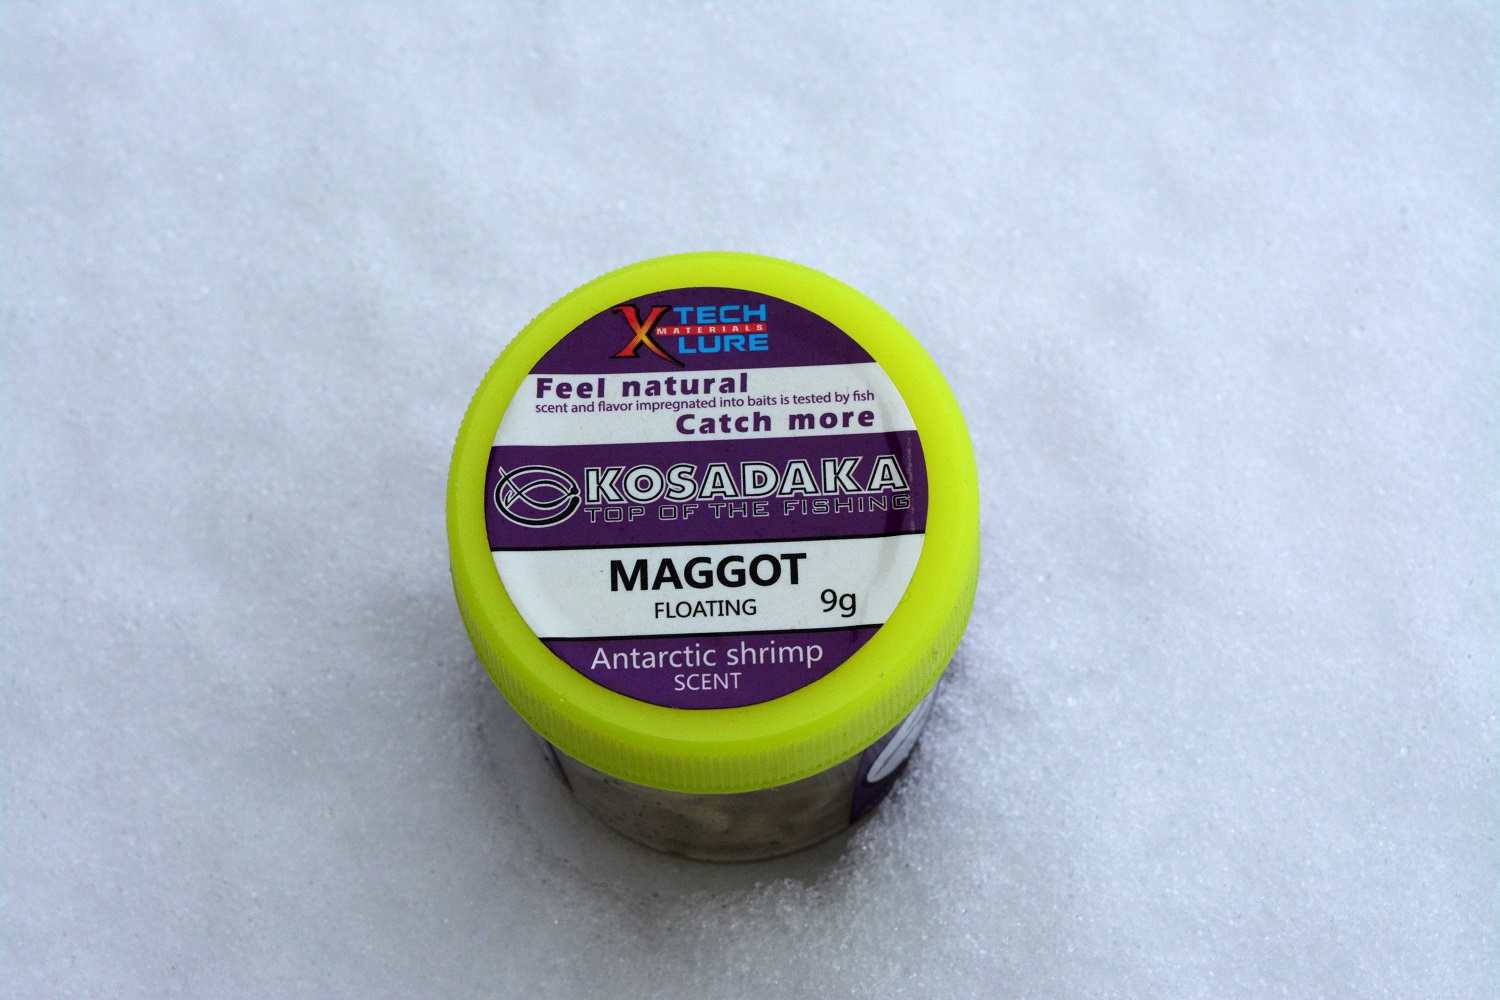 X TECH
MATERIALS
LURE
Feel natural
scent and flavor impregnated into baits is tested by fish
Catch more
KOSADAKA
TOP OF THE FISHING
MAGGOT
FLOATING 9g
Antarctic shrimp
SCENT